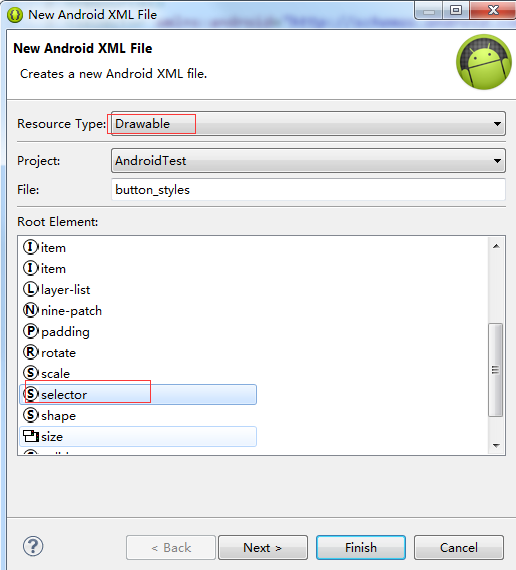 New Android XML File
New Android XML File
Creates a new Android XML file.
Resource Type: Drawable
Project: AndroidTest
File: button_styles
Root Element:
I item
I item
L layer-list
N nine-patch
P padding
R rotate
S scale
S selector
S shape
size
? < Back Next > Finish Cancel